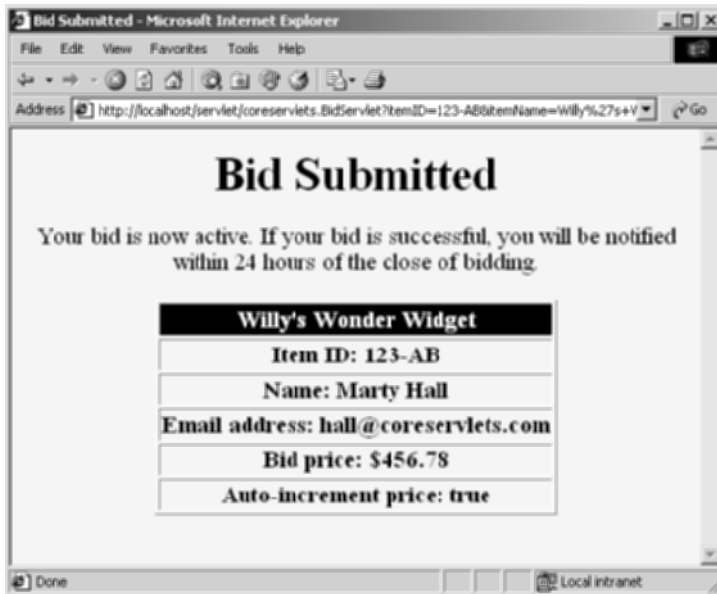 Bid Submitted - Microsoft Internet Explorer
File Edit View Favorites Tools Help
Address http://localhost/servlet/coreservlets.BidServlet?itemID=123-AB&itemName=Willy%27s+W Go
Bid Submitted
Your bid is now active. If your bid is successful, you will be notified
within 24 hours of the close of bidding.
Willy's Wonder Widget
Item ID: 123-AB
Name: Marty Hall
Email address: hall@coreservlets.com
Bid price: $456.78
Auto-increment price: true
Done Local intranet